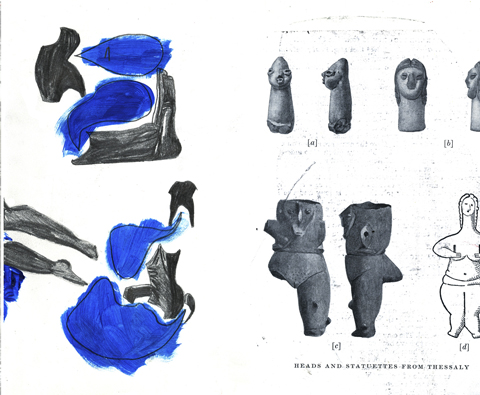 [a]
[b]
[c]
[d]
HEADS AND STATUETTES FROM THESSALY